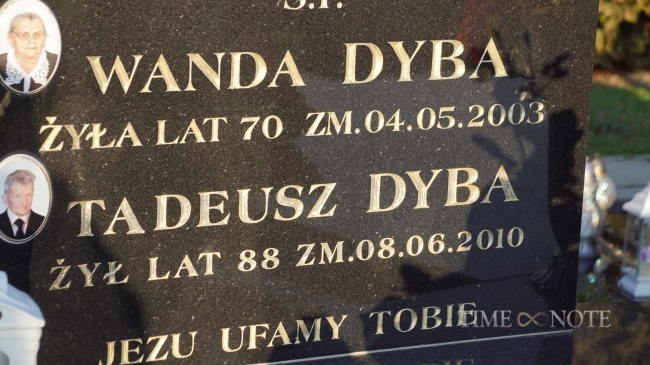 Ś.P.
WANDA DYBA
ŻYŁA LAT 70 ZM.04.05.2003
TADEUSZ DYBA
ŻYŁ LAT 88 ZM.08.06.2010
JEZU UFAMY TOBIE
TIME NOTE